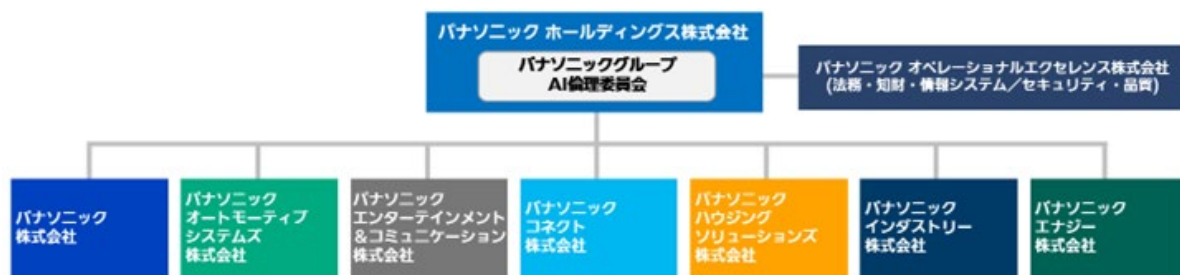 パナソニック ホールディングス株式会社
パナソニックグループ
AI倫理委員会
パナソニック オペレーショナルエクセレンス株式会社
(法務・知財・情報システム／セキュリティ・品質)
パナソニック
株式会社
パナソニック
オートモーティブ
システムズ
株式会社
パナソニック
エンターテインメント
＆コミュニケーション
株式会社
パナソニック
コネクト
株式会社
パナソニック
ハウジング
ソリューションズ
株式会社
パナソニック
インダストリー
株式会社
パナソニック
エナジー
株式会社